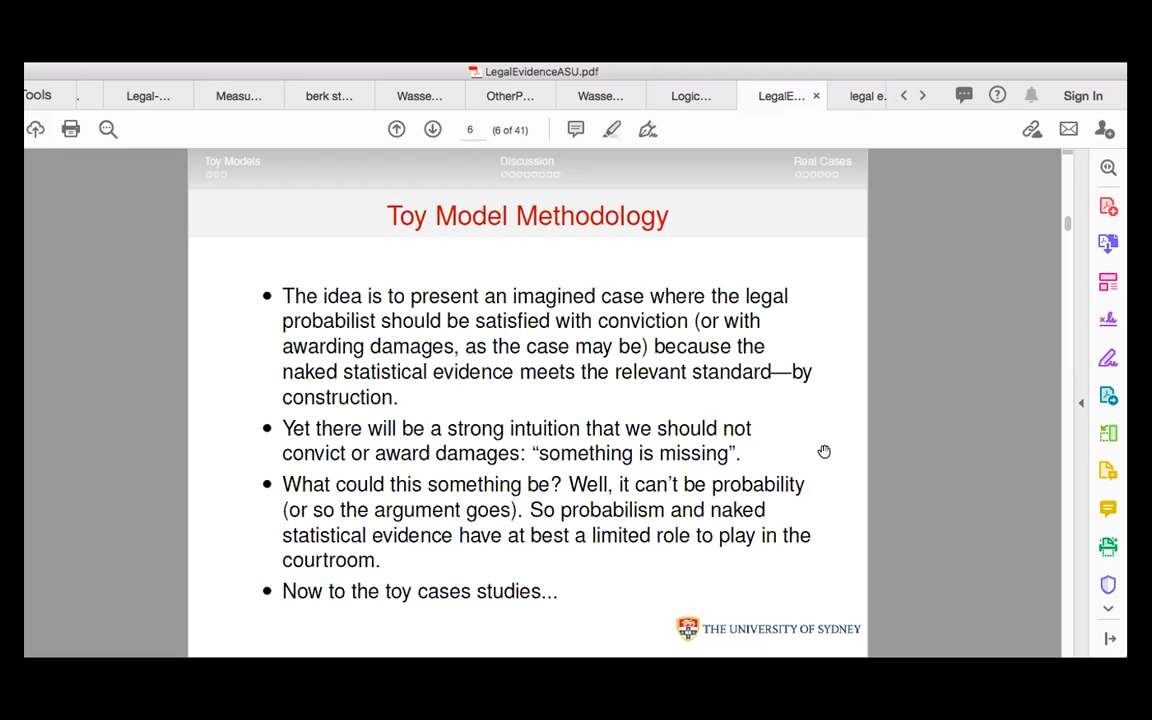 LegalEvidenceASU.pdf
ools
.
Legal-...
Measu...
berk st...
Wasse...
OtherP...
Wasse...
Logic...
LegalE...
legal e.
Sign In
6
(6 of 41)
Toy Models
Discussion
Real Cases
Toy Model Methodology
• The idea is to present an imagined case where the legal
probabilist should be satisfied with conviction (or with
awarding damages, as the case may be) because the
naked statistical evidence meets the relevant standard—by
construction.
• Yet there will be a strong intuition that we should not
convict or award damages: “something is missing”.
• What could this something be? Well, it can’t be probability
(or so the argument goes). So probabilism and naked
statistical evidence have at best a limited role to play in the
courtroom.
• Now to the toy cases studies...
THE UNIVERSITY OF SYDNEY